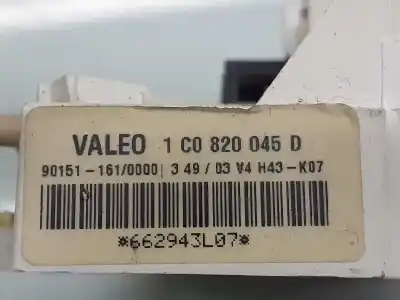 VALEO 1 C0 820 045 D
90151-161/0000| 3 49 / 03 V4 H43-K07
*662943L07*